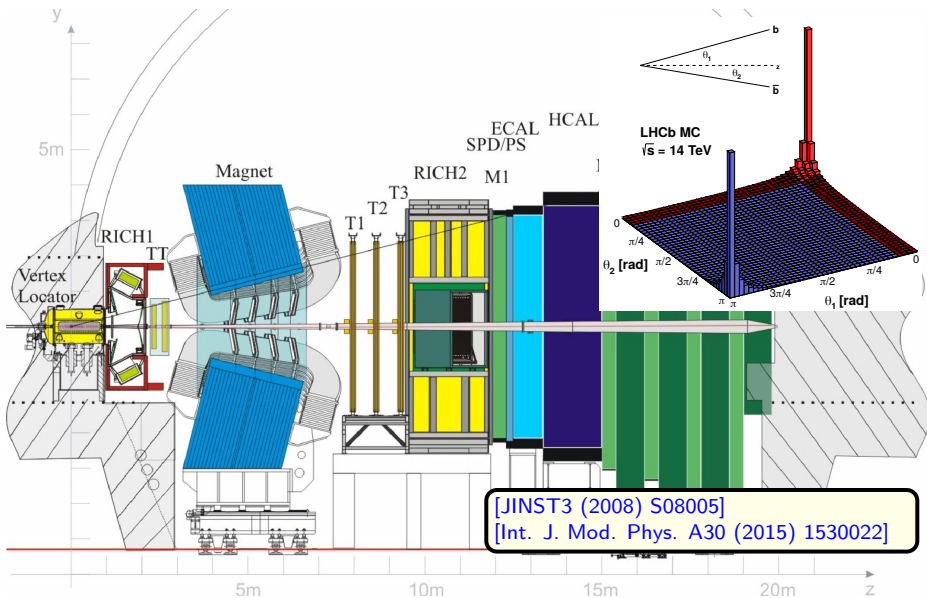 y
5m
Vertex
Locator
RICH1
TT
Magnet
T1
T2
T3
RICH2
M1
SPD/PS
ECAL
HCAL
b
θ1
z
θ2
b̅
LHCb MC
√s = 14 TeV
0
π/4
π/2
3π/4
π
θ2 [rad]
π
3π/4
π/2
π/4
0
θ1 [rad]
[JINST3 (2008) S08005]
[Int. J. Mod. Phys. A30 (2015) 1530022]
5m
10m
15m
20m
z